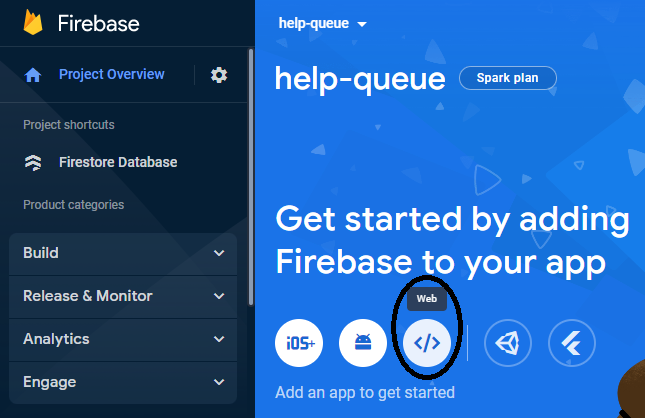 Firebase
Project Overview
Project shortcuts
Firestore Database
Product categories
Build
Release & Monitor
Analytics
Engage
help-queue
help-queue
Spark plan
Get started by adding
Firebase to your app
Web
iOS+
</>
Add an app to get started